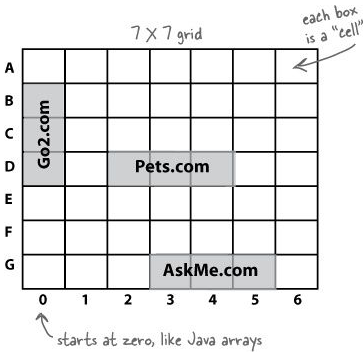 7 X 7 grid
each box
is a "cell"
A
B
C
D
E
F
G
Go2.com
Pets.com
AskMe.com
0 1 2 3 4 5 6
starts at zero, like Java arrays